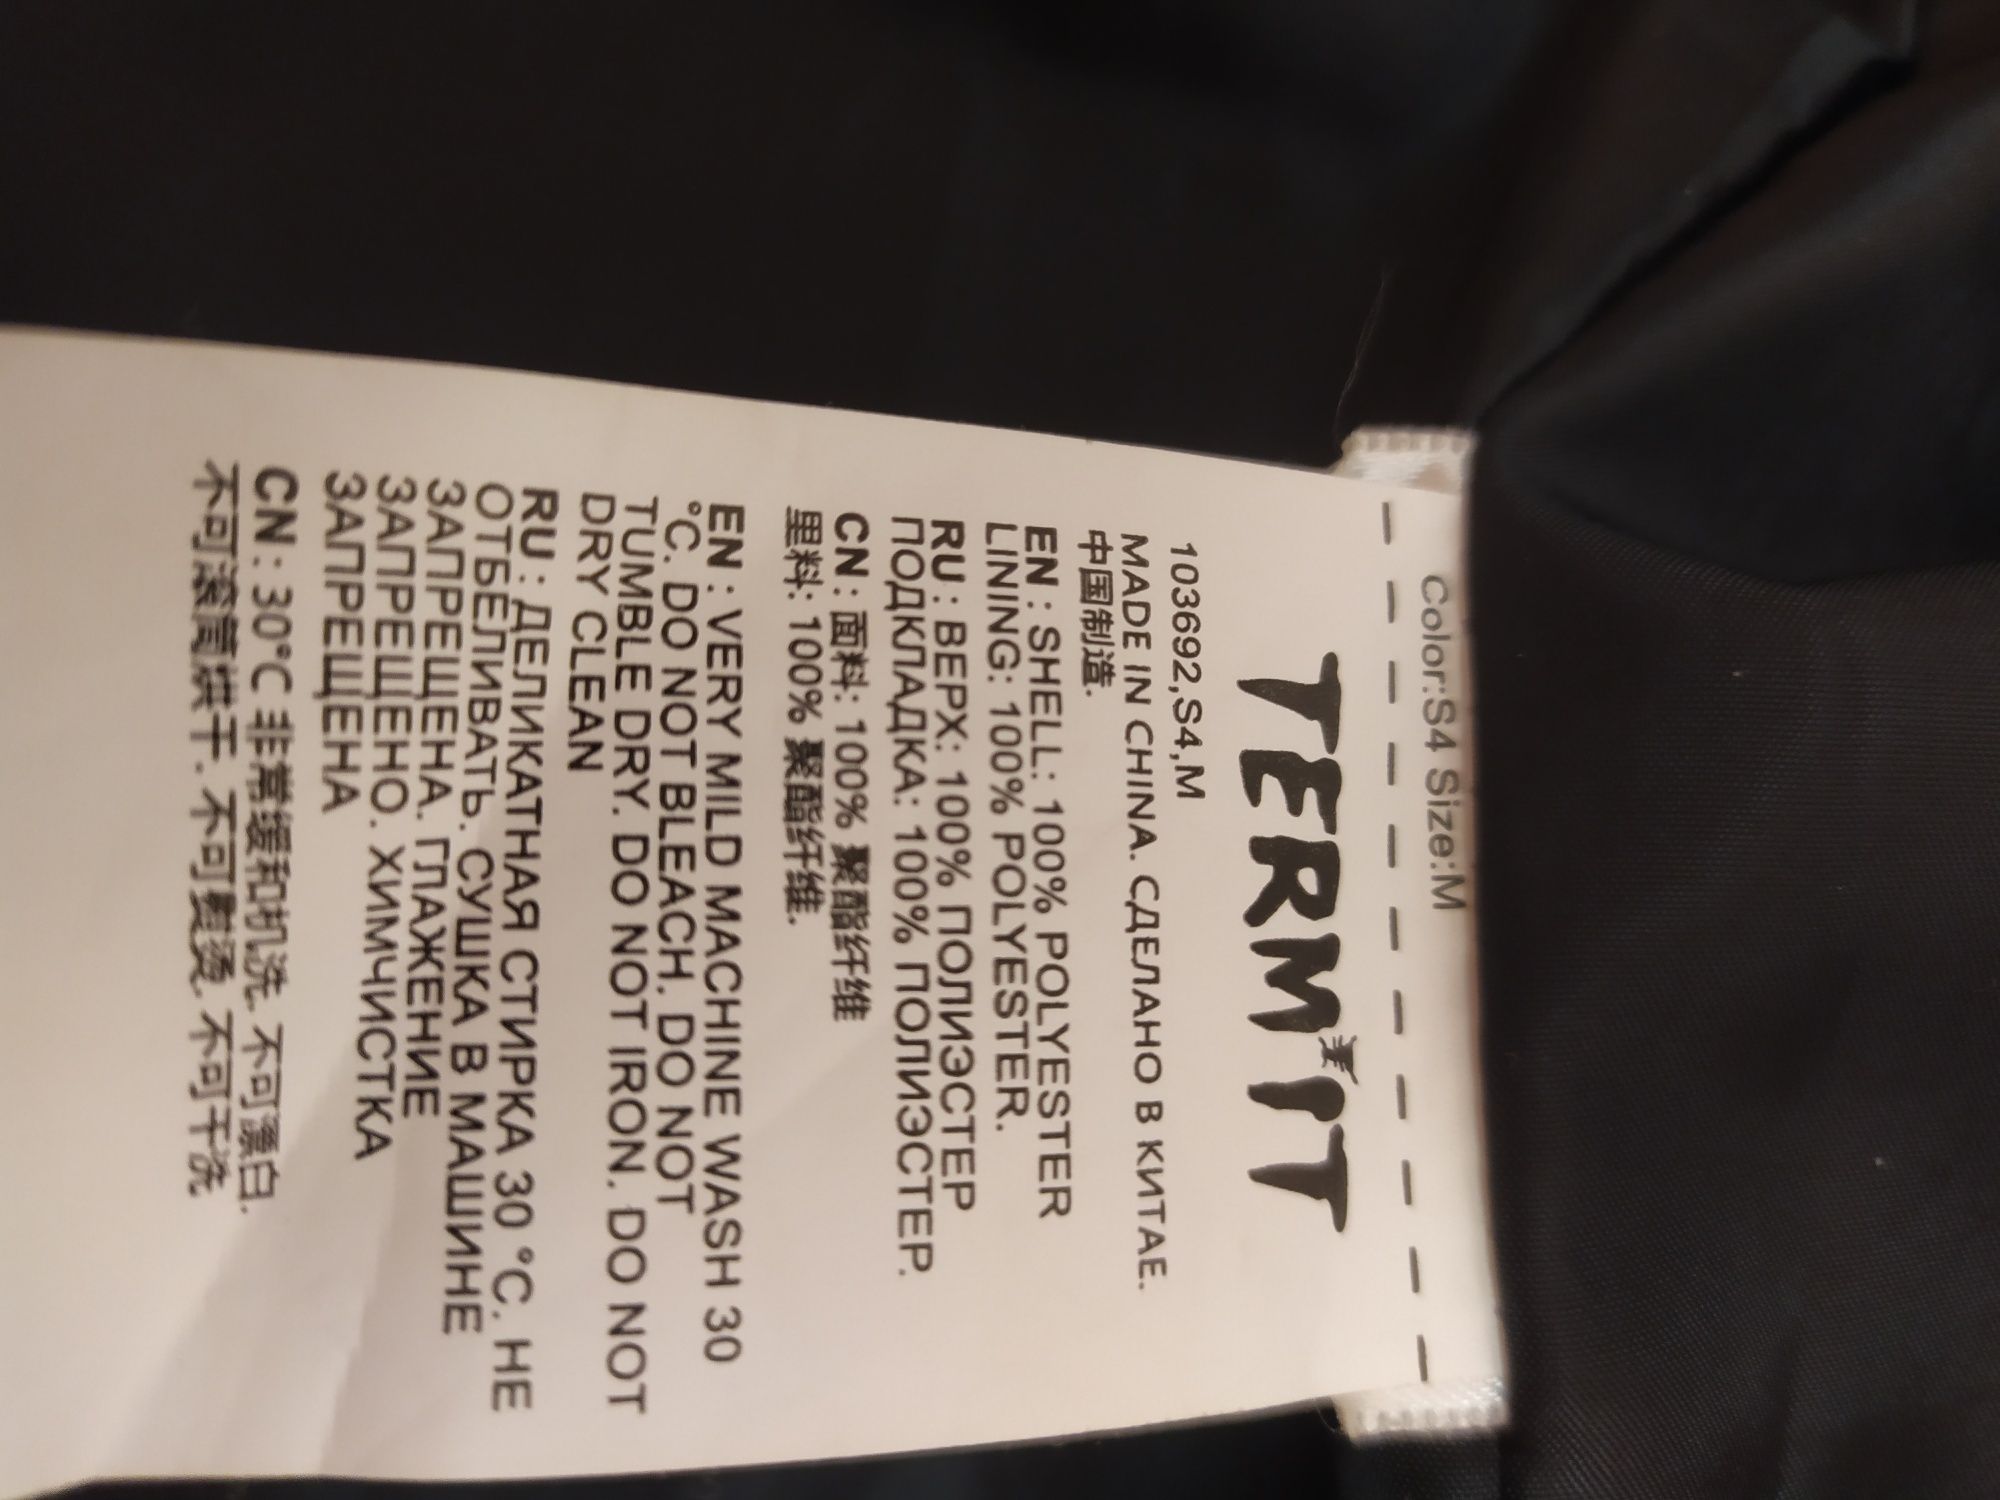 Color:S4 Size:M
TERMIT
103692,S4,M
MADE IN CHINA. СДЕЛАНО В КИТАЕ.
中国制造.
EN : SHELL: 100% POLYESTER
LINING: 100% POLYESTER.
RU : ВЕРХ: 100% ПОЛИЭСТЕР
ПОДКЛАДКА: 100% ПОЛИЭСТЕР.
CN : 面料: 100% 聚酯纤维
里料: 100% 聚酯纤维.
EN : VERY MILD MACHINE WASH 30
°C. DO NOT BLEACH. DO NOT
TUMBLE DRY. DO NOT IRON. DO NOT
DRY CLEAN
RU : ДЕЛИКАТНАЯ СТИРКА 30 °C. НЕ
ОТБЕЛИВАТЬ. СУШКА В МАШИНЕ
ЗАПРЕЩЕНА. ГЛАЖЕНИЕ
ЗАПРЕЩЕНО. ХИМЧИСТКА
ЗАПРЕЩЕНА
CN : 30°C 非常缓和机洗. 不可漂白.
不可滚筒烘干. 不可熨烫. 不可干洗